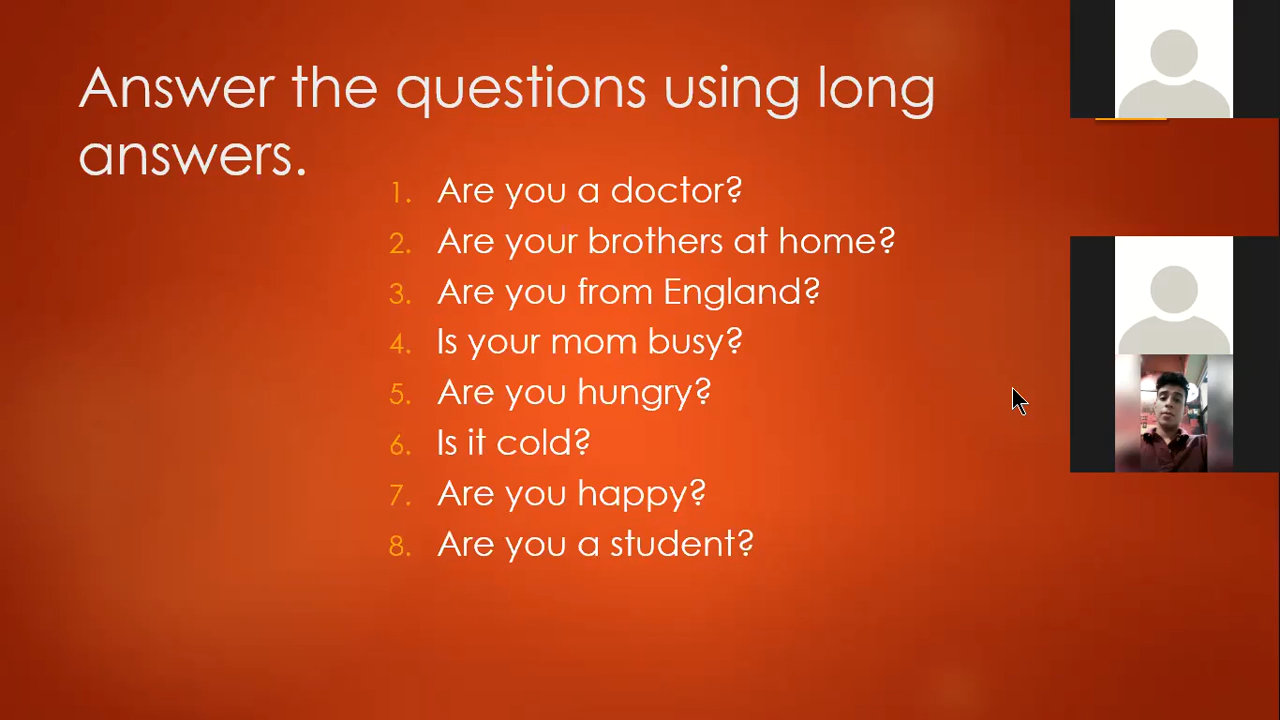 Answer the questions using long
answers.
1. Are you a doctor?
2. Are your brothers at home?
3. Are you from England?
4. Is your mom busy?
5. Are you hungry?
6. Is it cold?
7. Are you happy?
8. Are you a student?